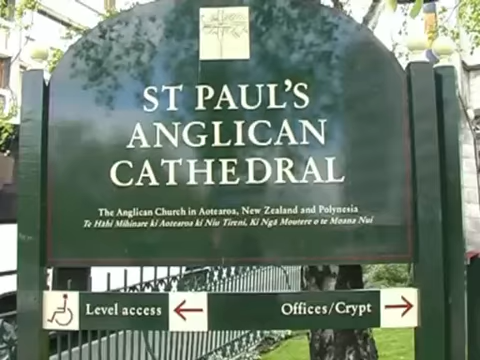 ST PAUL'S
ANGLICAN
CATHEDRAL
The Anglican Church in Aotearoa, New Zealand and Polynesia
Te Hāhi Mihinare ki Aotearoa ki Niu Tireni, Ki Ngā Moutere o te Moana Nui
Level access
Offices/Crypt